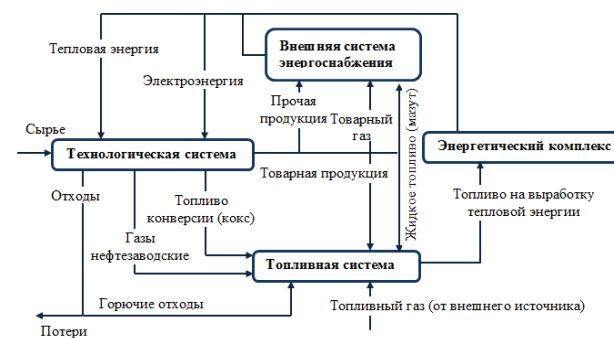 Тепловая энергия
Внешняя система
энергоснабжения
Электроэнергия
Прочая
продукция
Товарный
газ
Жидкое топливо (мазут)
Сырье
Технологическая система
Энергетический комплекс
Отходы
Товарная продукция
Топливо
конверсии (кокс)
Топливо на выработку
тепловой энергии
Газы
нефтезаводские
Топливная система
Горючие отходы
Топливный газ (от внешнего источника)
Потери